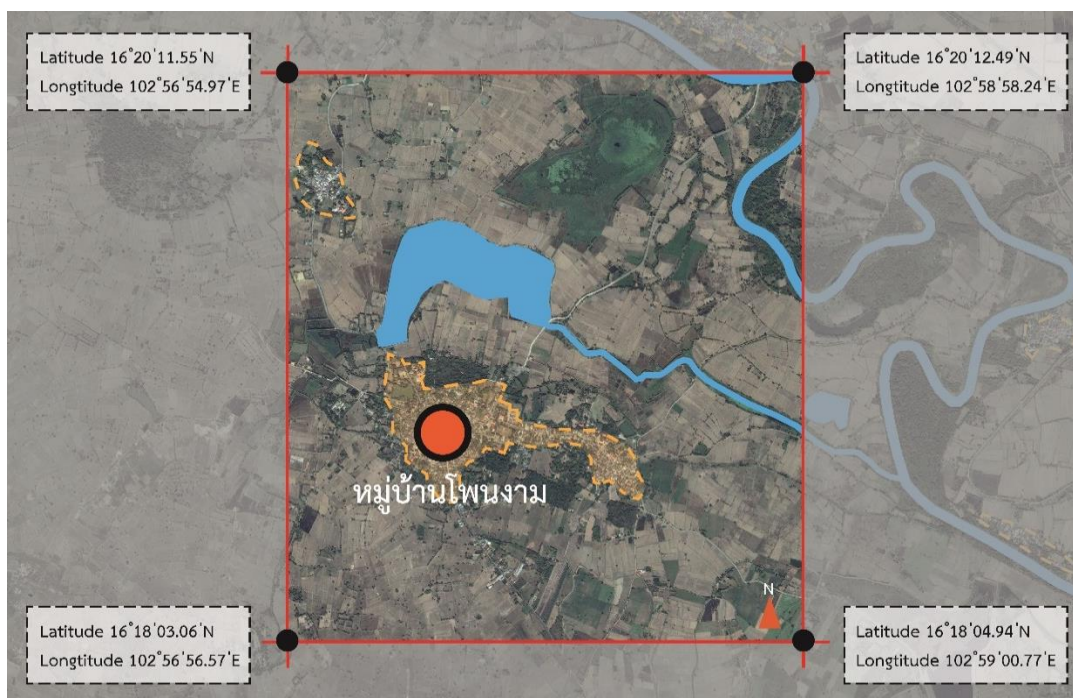 Latitude 16°20'11.55'N
Longtitude 102°56'54.97'E
Latitude 16°20'12.49'N
Longtitude 102°58'58.24'E
หมู่บ้านโพนงาม
N
Latitude 16°18'03.06'N
Longtitude 102°56'56.57'E
Latitude 16°18'04.94'N
Longtitude 102°59'00.77'E